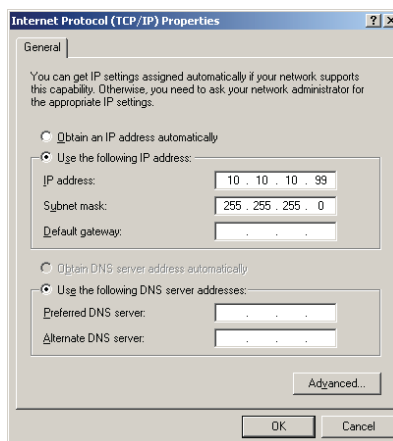 Internet Protocol (TCP/IP) Properties
General
You can get IP settings assigned automatically if your network supports
this capability. Otherwise, you need to ask your network administrator for
the appropriate IP settings.
Obtain an IP address automatically
Use the following IP address:
IP address: 10 . 10 . 10 . 99
Subnet mask: 255 . 255 . 255 . 0
Default gateway: . . .
Obtain DNS server address automatically
Use the following DNS server addresses:
Preferred DNS server: . . .
Alternate DNS server: . . .
Advanced...
OK Cancel